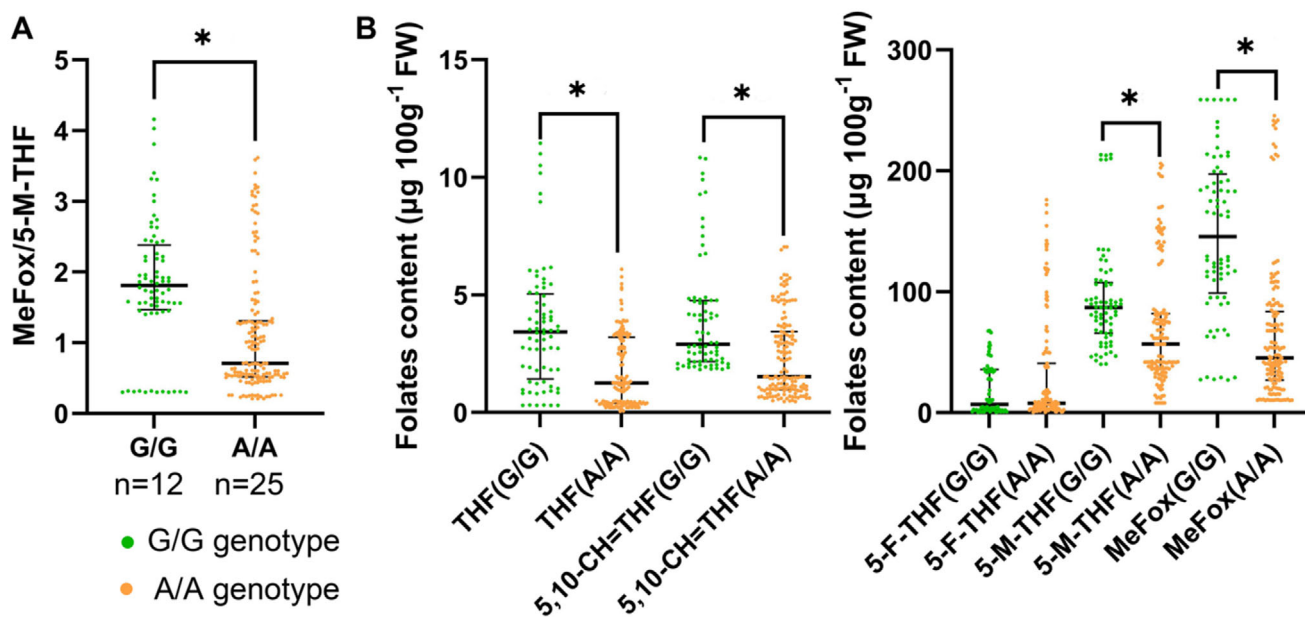 A
*
MeFox/5-M-THF
5
4
3
2
1
0
G/G
A/A
n=12
n=25
G/G genotype
A/A genotype
B
Folates content (µg 100g⁻¹ FW)
15
10
5
0
*
*
THF(G/G)
THF(A/A)
5,10-CH=THF(G/G)
5,10-CH=THF(A/A)
Folates content (µg 100g⁻¹ FW)
300
200
100
0
*
*
5-F-THF(G/G)
5-F-THF(A/A)
5-M-THF(G/G)
5-M-THF(A/A)
MeFox(G/G)
MeFox(A/A)